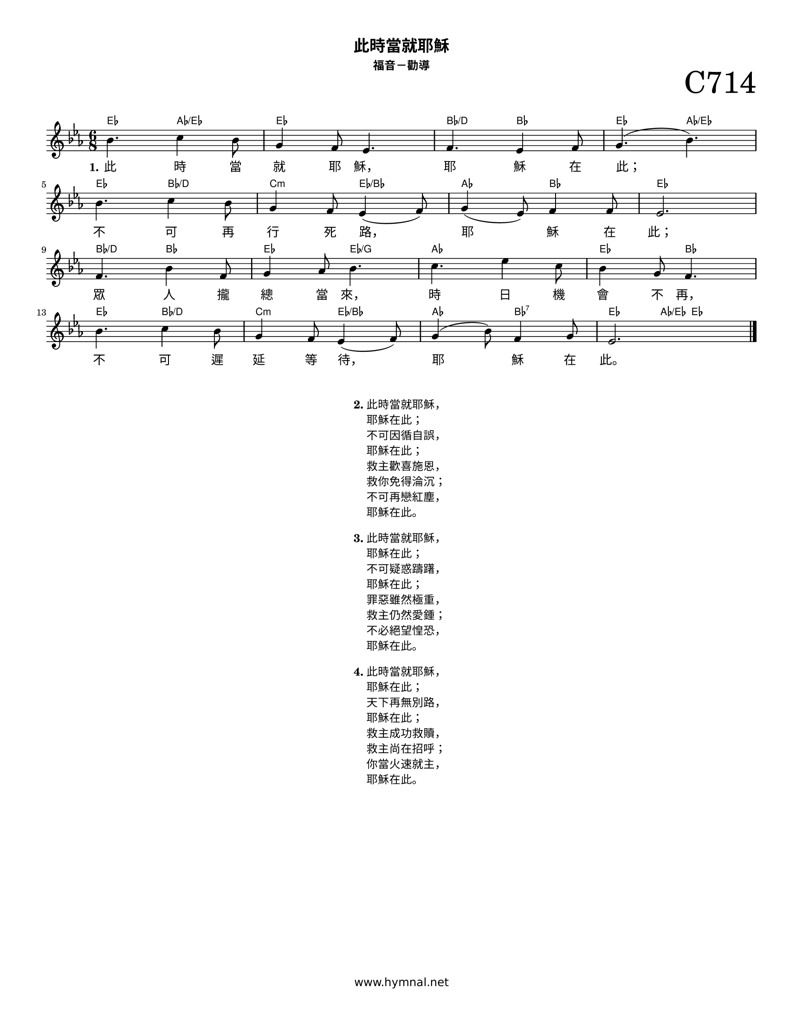 此時當就耶穌
福音－勸導
C714
E♭ A♭/E♭ E♭ B♭/D B♭ E♭ A♭/E♭
6
8
1. 此 時 當 就 耶 穌， 耶 穌 在 此；
5 E♭ B♭/D Cm E♭/B♭ A♭ B♭ E♭
不 可 再 行 死 路， 耶 穌 在 此；
9 B♭/D B♭ E♭ E♭/G A♭ E♭ B♭
眾 人 攏 總 當 來， 時 日 機 會 不 再，
13 E♭ B♭/D Cm E♭/B♭ A♭ B♭7 E♭ A♭/E♭ E♭
不 可 遲 延 等 待， 耶 穌 在 此。
2. 此時當就耶穌，
耶穌在此；
不可因循自誤，
耶穌在此；
救主歡喜施恩，
救你免得淪沉；
不可再戀紅塵，
耶穌在此。
3. 此時當就耶穌，
耶穌在此；
不可疑惑躊躇，
耶穌在此；
罪惡雖然極重，
救主仍然愛鍾；
不必絕望惶恐，
耶穌在此。
4. 此時當就耶穌，
耶穌在此；
天下再無別路，
耶穌在此；
救主成功救贖，
救主尚在招呼；
你當火速就主，
耶穌在此。
www.hymnal.net